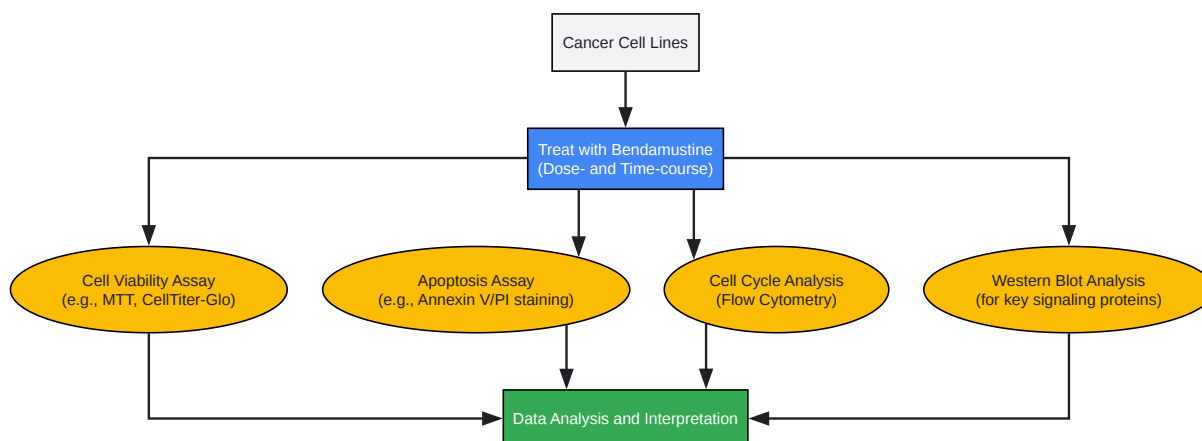 Cancer Cell Lines
Treat with Bendamustine
(Dose- and Time-course)
Cell Viability Assay
(e.g., MTT, CellTiter-Glo)
Apoptosis Assay
(e.g., Annexin V/PI staining)
Cell Cycle Analysis
(Flow Cytometry)
Western Blot Analysis
(for key signaling proteins)
Data Analysis and Interpretation